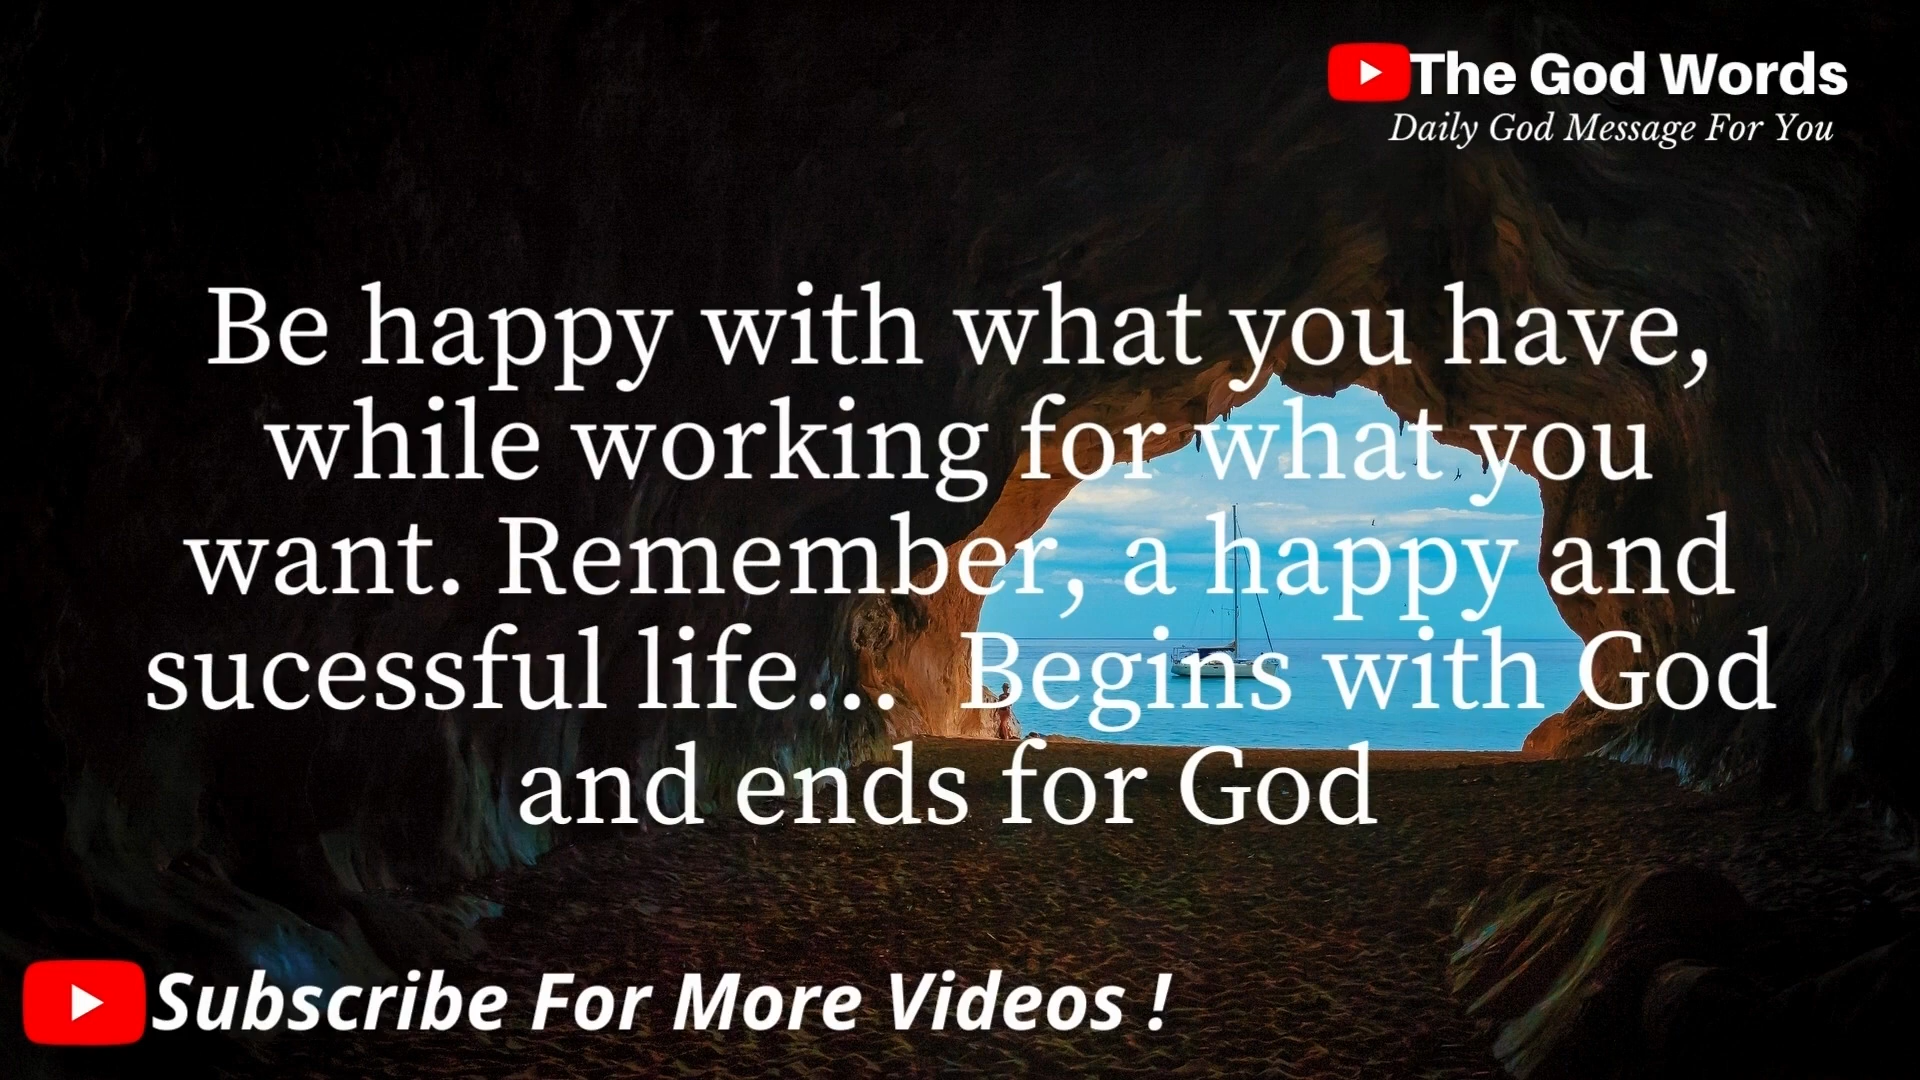 The God Words
Daily God Message For You
Be happy with what you have,
while working for what you
want. Remember, a happy and
sucessful life... Begins with God
and ends for God
Subscribe For More Videos !